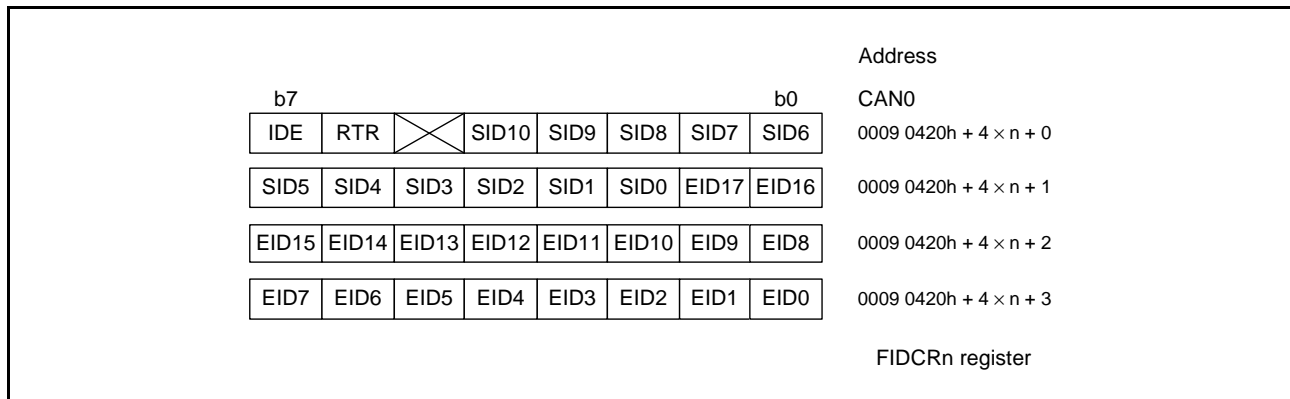 Address
b7 b0 CAN0
IDE RTR SID10 SID9 SID8 SID7 SID6 0009 0420h + 4 × n + 0
SID5 SID4 SID3 SID2 SID1 SID0 EID17 EID16 0009 0420h + 4 × n + 1
EID15 EID14 EID13 EID12 EID11 EID10 EID9 EID8 0009 0420h + 4 × n + 2
EID7 EID6 EID5 EID4 EID3 EID2 EID1 EID0 0009 0420h + 4 × n + 3
FIDCRn register